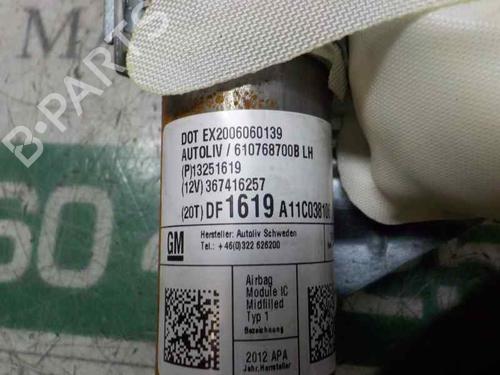 DOT EX2006060139
AUTOLIV / 610768700B LH
(P)13251619
(12V) 367416257
(20T) DF 1619 A11C03810
GM
Hersteller: Autoliv Schweden
Tel.: +46(0)322 626200
Airbag
Module IC
Midfilled
Typ 1
Bezeichnung
2012 APA
Jahr, Hersteller
B-PARTS